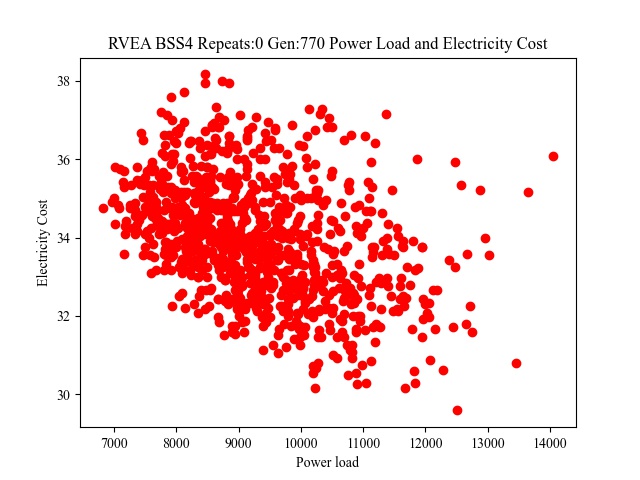 RVEA BSS4 Repeats:0 Gen:770 Power Load and Electricity Cost
38
36
34
32
30
Electricity Cost
7000 8000 9000 10000 11000 12000 13000 14000
Power load